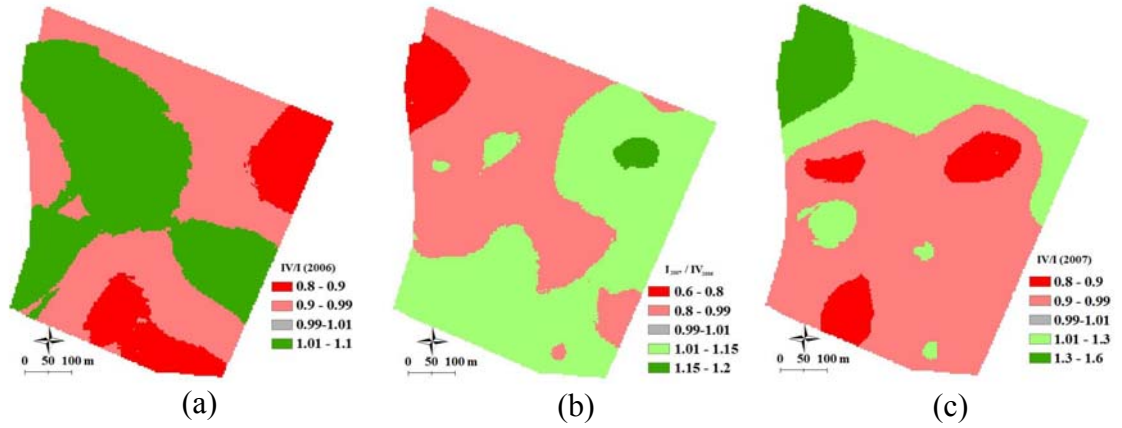 IV/I (2006)
0.8 - 0.9
0.9 - 0.99
0.99-1.01
1.01 - 1.1
0 50 100 m
(a)
I2007 / IV2006
0.6 - 0.8
0.8 - 0.99
0.99-1.01
1.01 - 1.15
1.15 - 1.2
0 50 100 m
(b)
IV/I (2007)
0.8 - 0.9
0.9 - 0.99
0.99-1.01
1.01 - 1.3
1.3 - 1.6
0 50 100 m
(c)